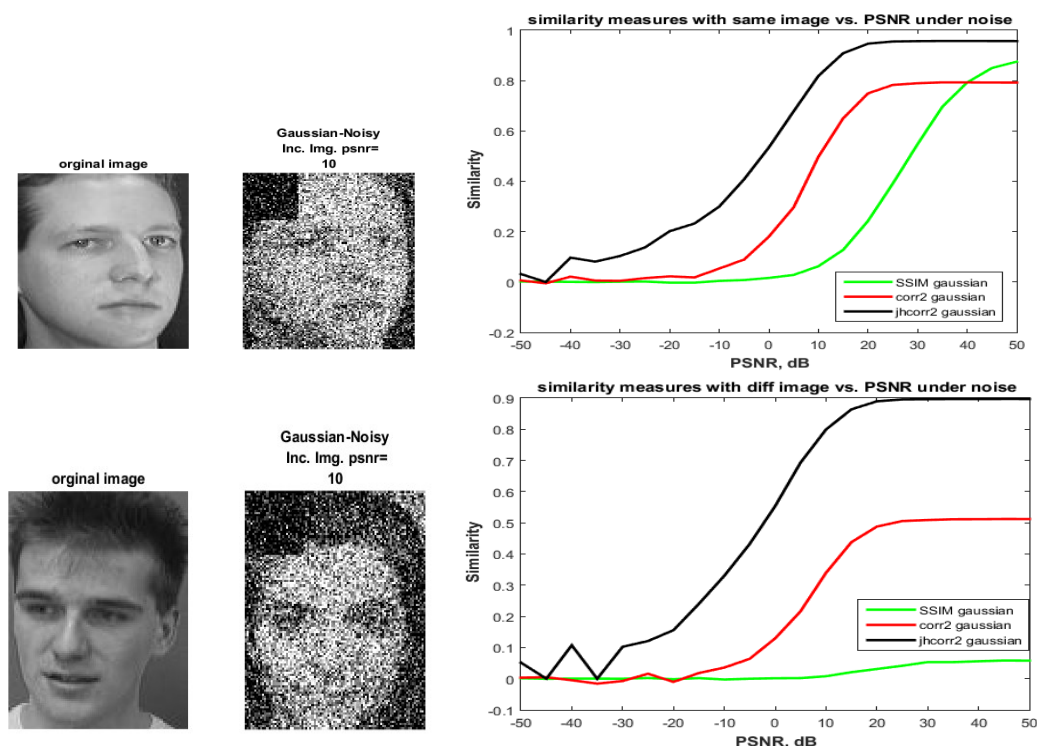 similarity measures with same image vs. PSNR under noise
orginal image
Gaussian-Noisy
Inc. Img. psnr=
10
Similarity
1
0.8
0.6
0.4
0.2
0
-0.2
SSIM gaussian
corr2 gaussian
jhcorr2 gaussian
-50 -40 -30 -20 -10 0 10 20 30 40 50
PSNR, dB
similarity measures with diff image vs. PSNR under noise
orginal image
Gaussian-Noisy
Inc. Img. psnr=
10
Similarity
0.9
0.8
0.7
0.6
0.5
0.4
0.3
0.2
0.1
0
-0.1
SSIM gaussian
corr2 gaussian
jhcorr2 gaussian
-50 -40 -30 -20 -10 0 10 20 30 40 50
PSNR, dB